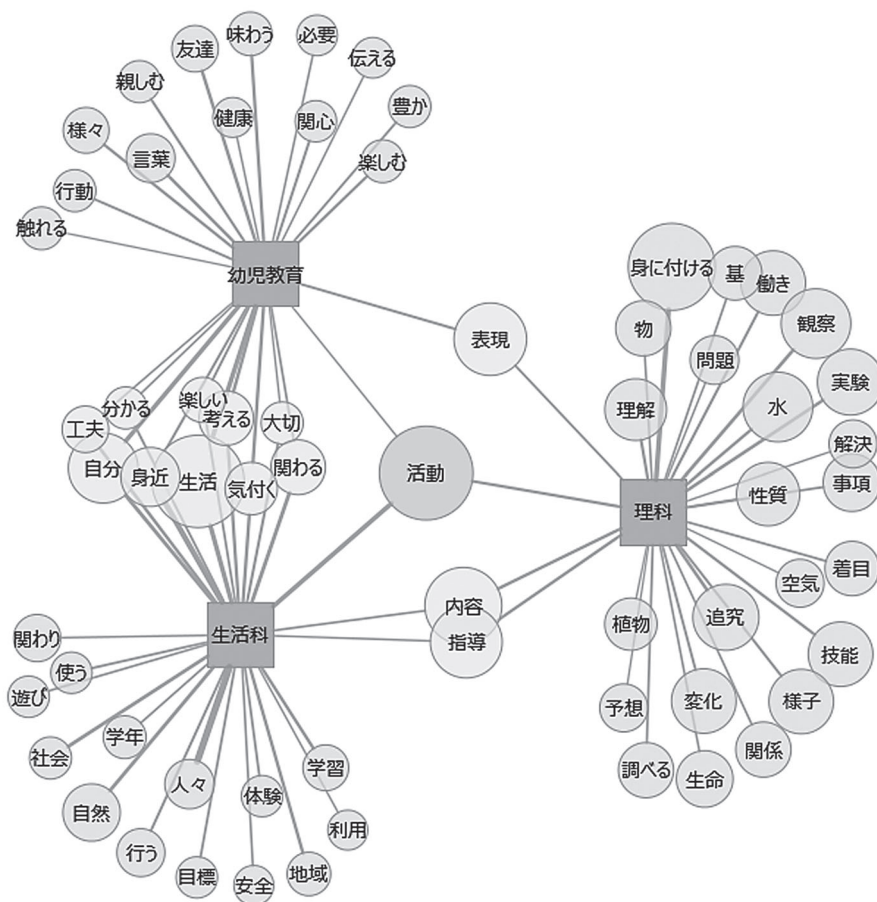 味わう
必要
友達
伝える
親しむ
健康
関心
豊か
様々
言葉
楽しむ
行動
触れる
幼児教育
表現
身に付ける
基
働き
物
観察
問題
実験
理解
水
解決
性質
事項
理科
着目
空気
植物
追究
技能
予想
変化
様子
関係
調べる
生命
活動
分かる
楽しい
考える
大切
工夫
自分
身近
生活
気付く
関わる
内容
指導
生活科
関わり
使う
遊び
社会
学年
自然
人々
体験
学習
利用
行う
目標
安全
地域